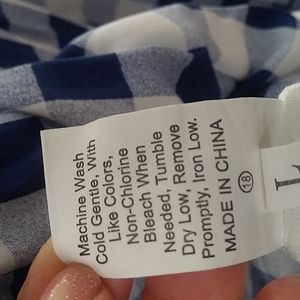 Machine Wash
Cold Gentle, With
Like Colors,
Non-Chlorine
Bleach When
Needed, Tumble
Dry Low, Remove
Promptly, Iron Low.
MADE IN CHINA
18
L